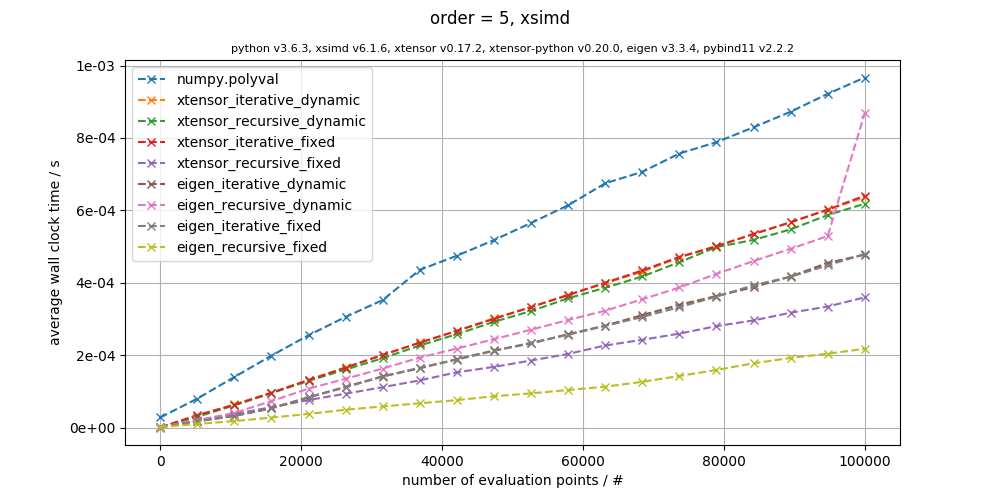 order = 5, xsimd
python v3.6.3, xsimd v6.1.6, xtensor v0.17.2, xtensor-python v0.20.0, eigen v3.3.4, pybind11 v2.2.2
1e-03
8e-04
6e-04
4e-04
2e-04
0e+00
average wall clock time / s
numpy.polyval
xtensor_iterative_dynamic
xtensor_recursive_dynamic
xtensor_iterative_fixed
xtensor_recursive_fixed
eigen_iterative_dynamic
eigen_recursive_dynamic
eigen_iterative_fixed
eigen_recursive_fixed
0 20000 40000 60000 80000 100000
number of evaluation points / #